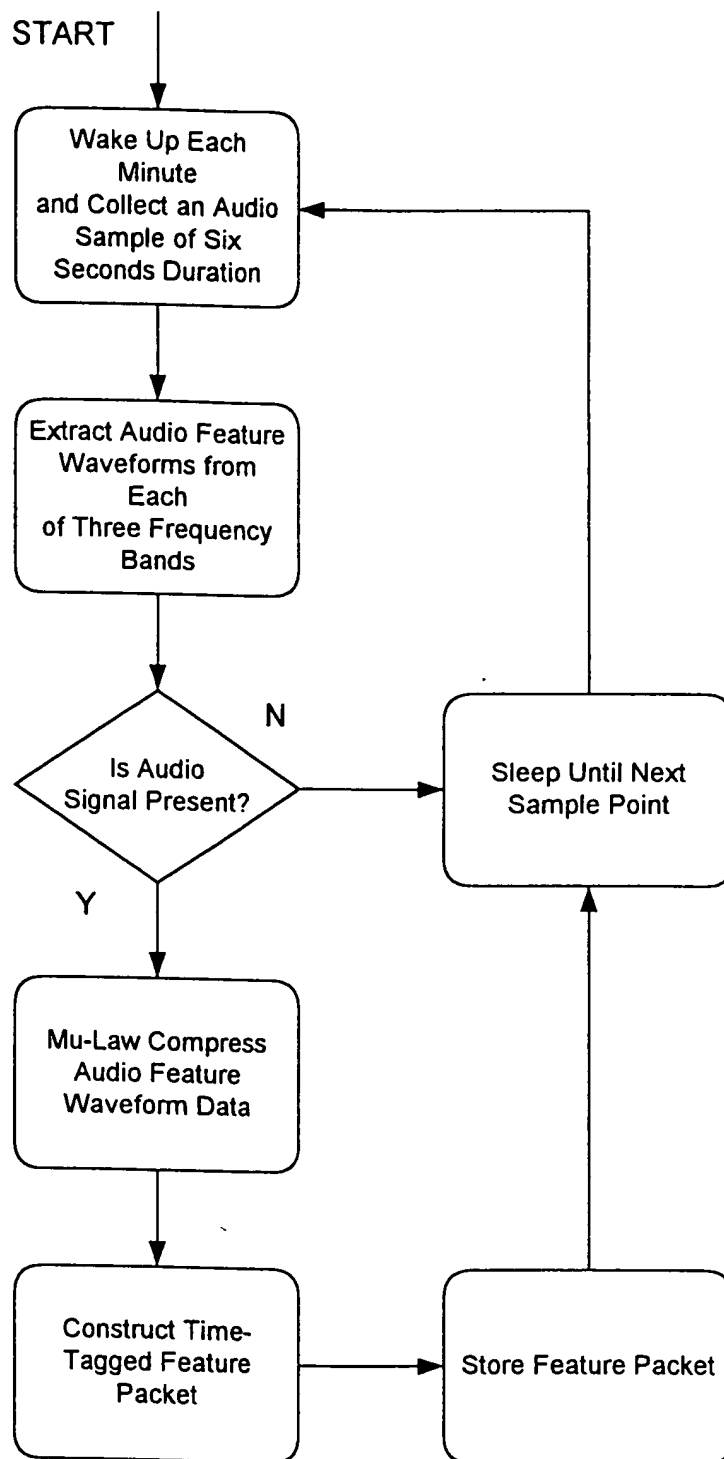 START
Wake Up Each
Minute
and Collect an Audio
Sample of Six
Seconds Duration
Extract Audio Feature
Waveforms from
Each
of Three Frequency
Bands
Is Audio
Signal Present?
N
Sleep Until Next
Sample Point
Y
Mu-Law Compress
Audio Feature
Waveform Data
Construct Time-
Tagged Feature
Packet
Store Feature Packet